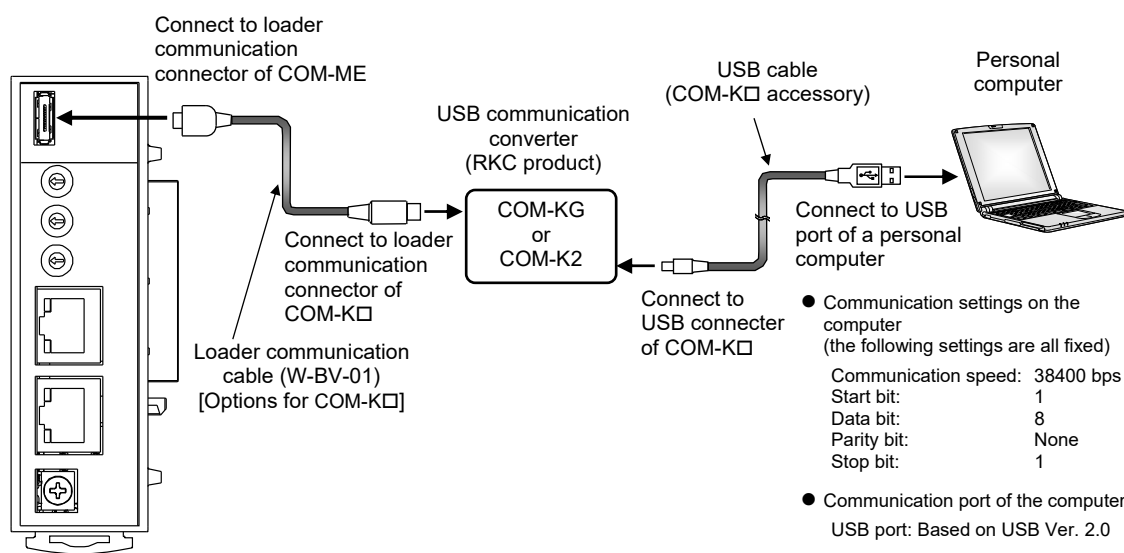 Connect to loader
communication
connector of COM-ME
USB communication
converter
(RKC product)
USB cable
(COM-K□ accessory)
Personal
computer
COM-KG
or
COM-K2
Connect to loader
communication
connector of
COM-K□
Loader communication
cable (W-BV-01)
[Options for COM-K□]
Connect to USB
port of a personal
computer
Connect to
USB connecter
of COM-K□
● Communication settings on the
computer
(the following settings are all fixed)
Communication speed: 38400 bps
Start bit: 1
Data bit: 8
Parity bit: None
Stop bit: 1
● Communication port of the computer
USB port: Based on USB Ver. 2.0